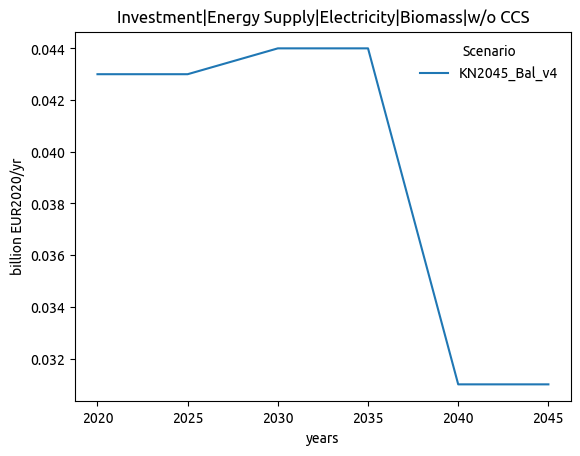 Investment|Energy Supply|Electricity|Biomass|w/o CCS
Scenario
KN2045_Bal_v4
billion EUR2020/yr
0.044
0.042
0.040
0.038
0.036
0.034
0.032
2020 2025 2030 2035 2040 2045
years